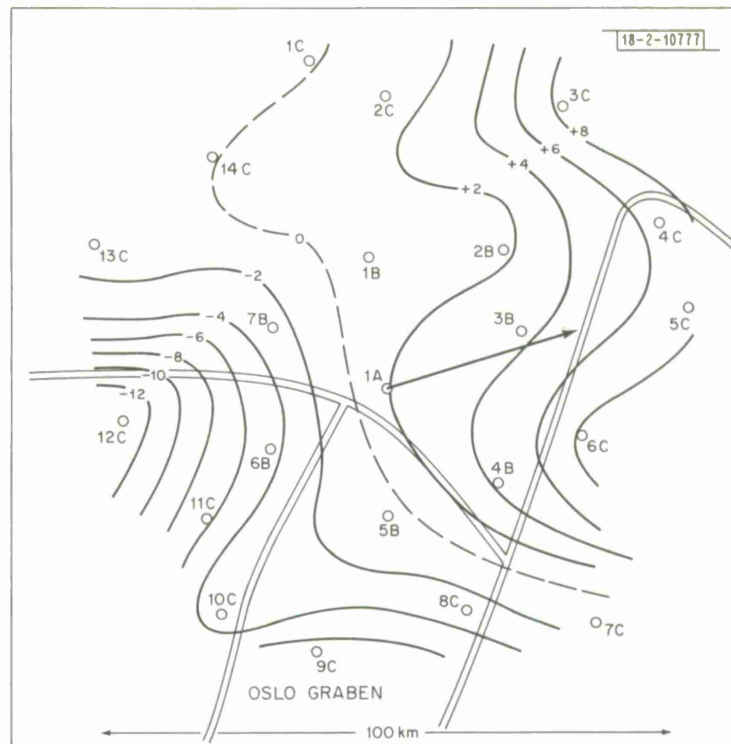 18-2-10777
1C
2C
3C
+8
+6
+4
14C
+2
4C
0
13C
2B
1B
-2
5C
-4
7B
3B
-6
-8
-10
1A
-12
12C
6C
6B
4B
11C
5B
10C
8C
7C
9C
OSLO GRABEN
100 km